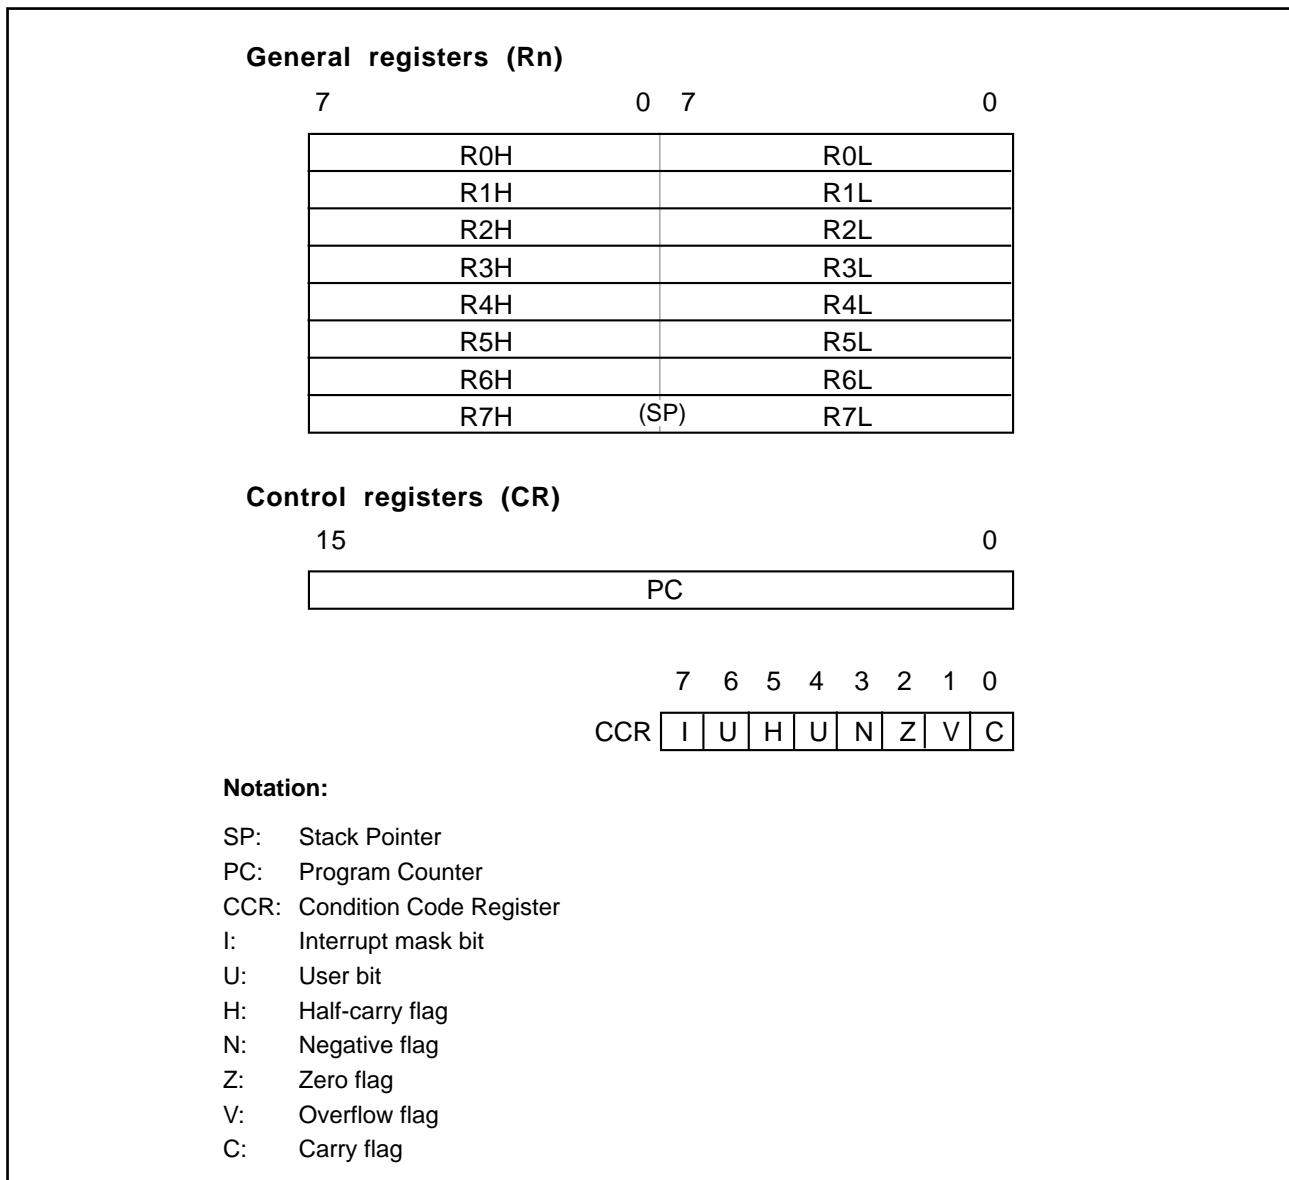 General registers (Rn)
7 0 7 0
R0H R0L
R1H R1L
R2H R2L
R3H R3L
R4H R4L
R5H R5L
R6H R6L
R7H (SP) R7L
Control registers (CR)
15 0
PC
7 6 5 4 3 2 1 0
CCR I U H U N Z V C
Notation:
SP: Stack Pointer
PC: Program Counter
CCR: Condition Code Register
I: Interrupt mask bit
U: User bit
H: Half-carry flag
N: Negative flag
Z: Zero flag
V: Overflow flag
C: Carry flag